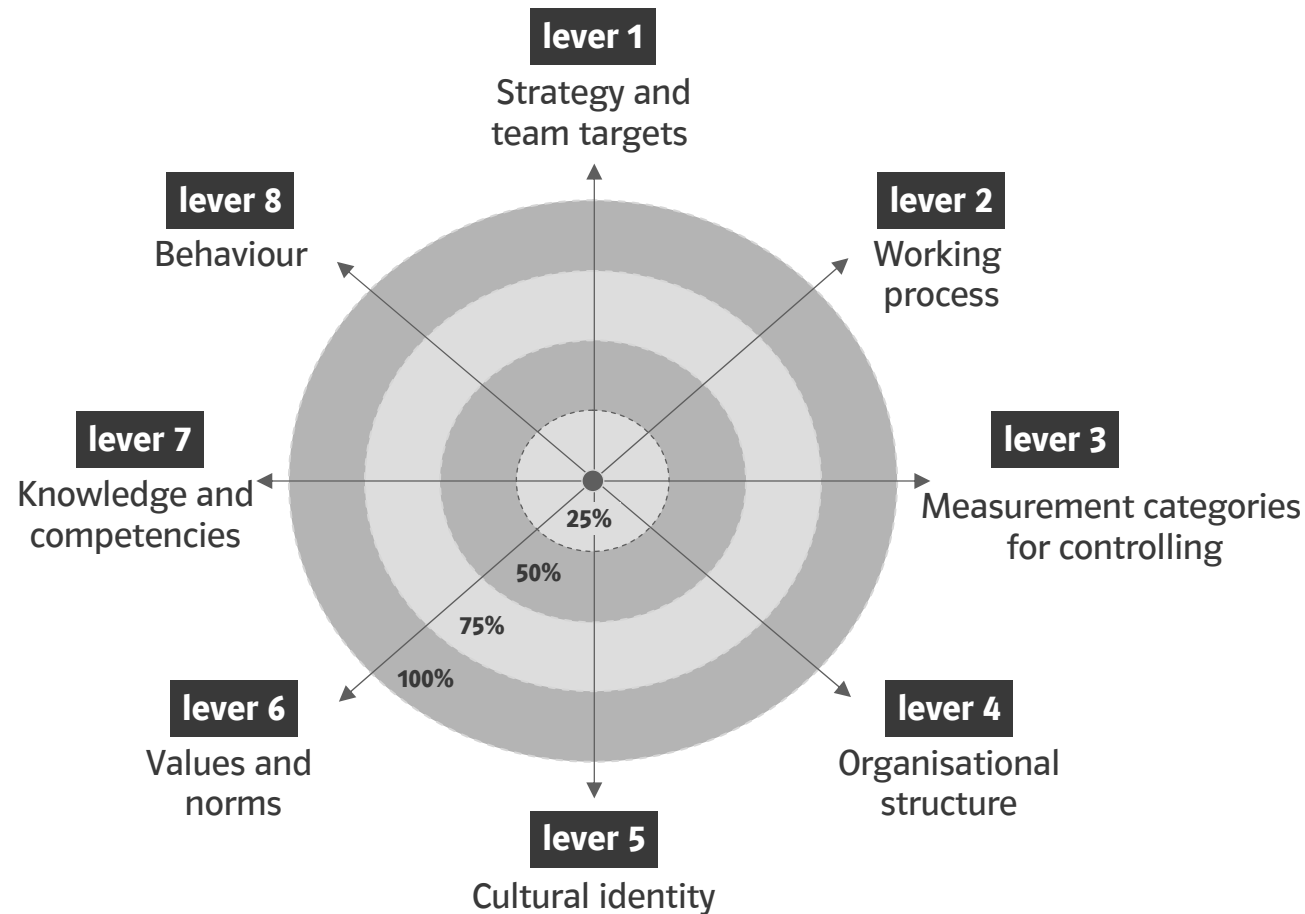 lever 1
Strategy and
team targets
lever 2
Working
process
lever 3
Measurement categories
for controlling
lever 4
Organisational
structure
lever 5
Cultural identity
lever 6
Values and
norms
lever 7
Knowledge and
competencies
lever 8
Behaviour
25%
50%
75%
100%